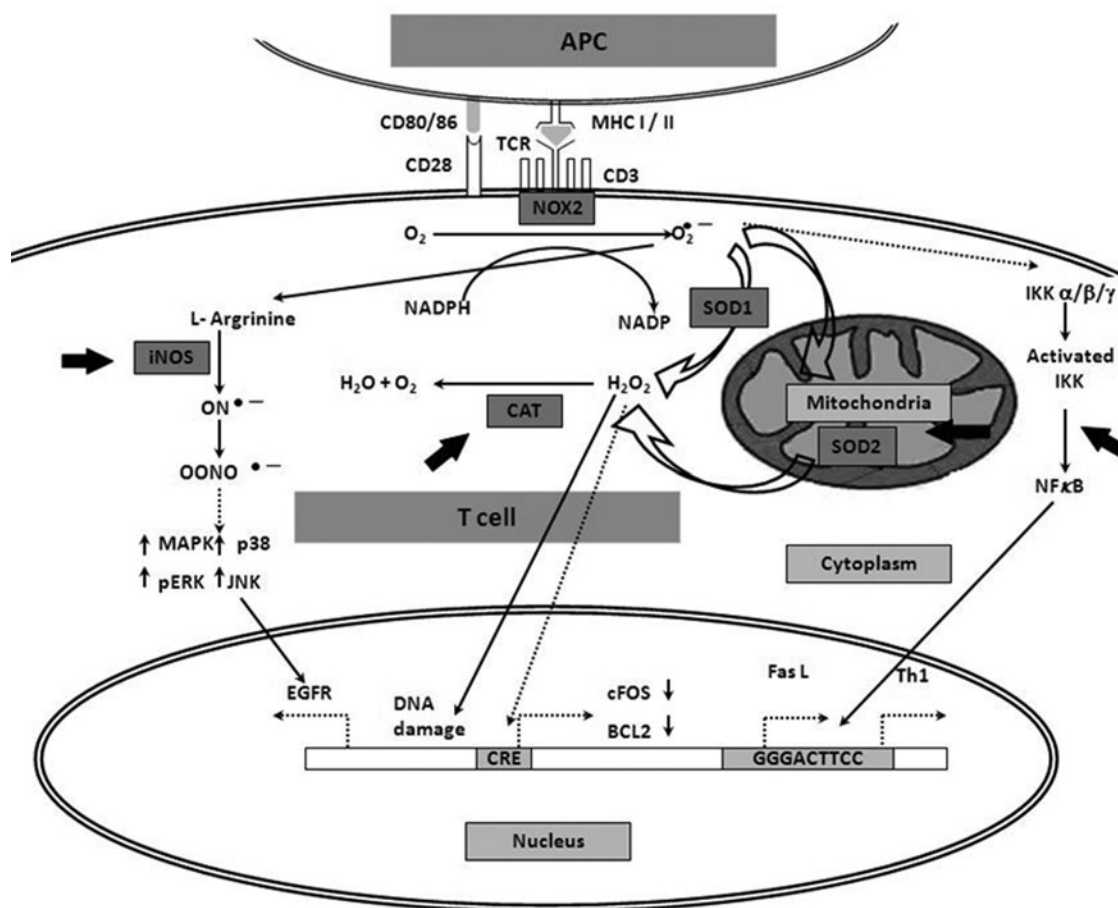 APC
CD80/86
MHC I / II
TCR
CD28
CD3
NOX2
O2
O2•−
NADPH
NADP
SOD1
IKK α/β/γ
L- Argrinine
iNOS
Activated
IKK
H2O + O2
H2O2
Mitochondria
ON•−
CAT
SOD2
OONO•−
NFκB
T cell
MAPK
p38
pERK
JNK
Cytoplasm
EGFR
DNA
damage
cFOS
BCL2
Fas L
Th1
CRE
GGGACTTCC
Nucleus